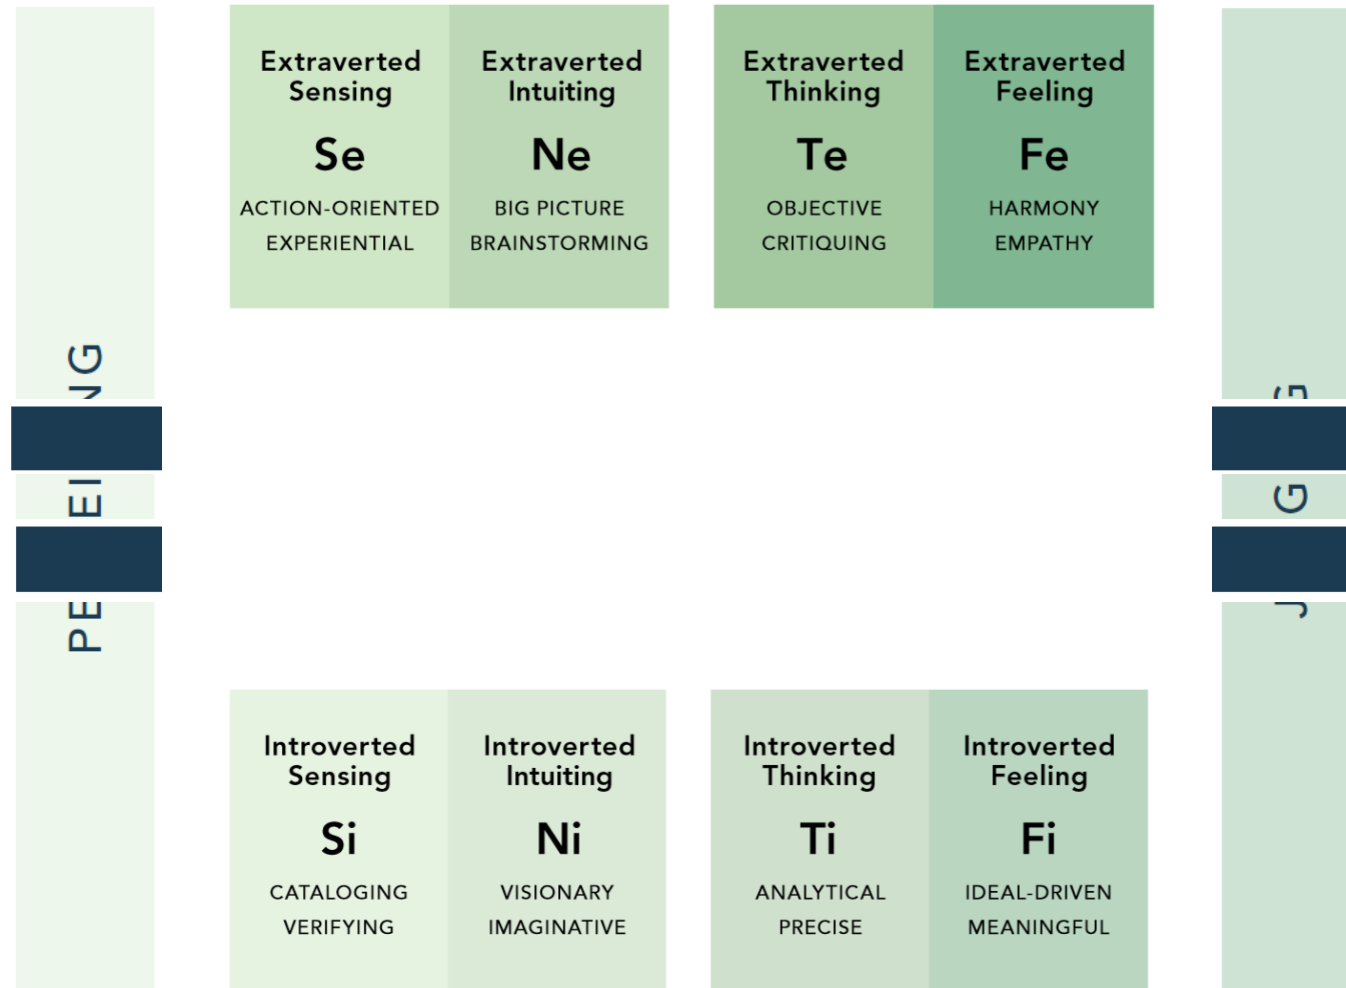 Extraverted
Sensing
Se
ACTION-ORIENTED
EXPERIENTIAL
Extraverted
Intuiting
Ne
BIG PICTURE
BRAINSTORMING
Extraverted
Thinking
Te
OBJECTIVE
CRITIQUING
Extraverted
Feeling
Fe
HARMONY
EMPATHY
Introverted
Sensing
Si
CATALOGING
VERIFYING
Introverted
Intuiting
Ni
VISIONARY
IMAGINATIVE
Introverted
Thinking
Ti
ANALYTICAL
PRECISE
Introverted
Feeling
Fi
IDEAL-DRIVEN
MEANINGFUL